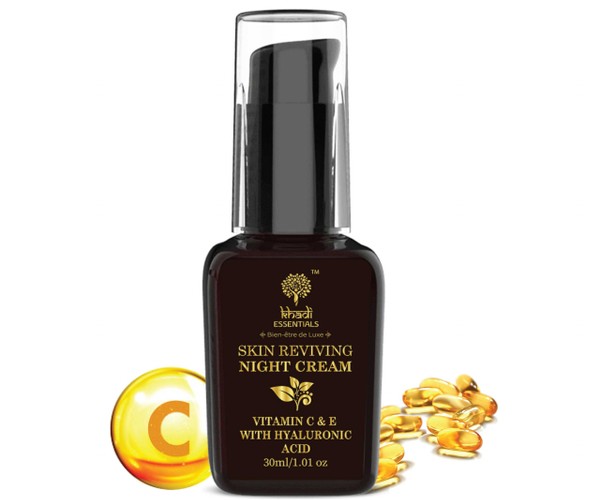 TM
khadi
ESSENTIALS
Bien-être de Luxe
SKIN REVIVING
NIGHT CREAM
VITAMIN C & E
WITH HYALURONIC
ACID
30ml/1.01 oz
C